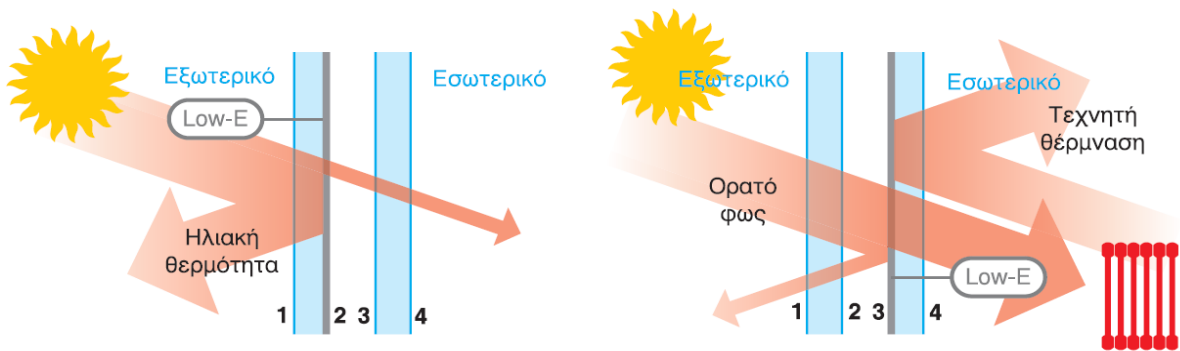 Εξωτερικό
Εσωτερικό
Low-E
Ηλιακή
θερμότητα
1 2 3 4
Εξωτερικό
Εσωτερικό
Τεχνητή
θέρμναση
Ορατό
φως
Low-E
1 2 3 4